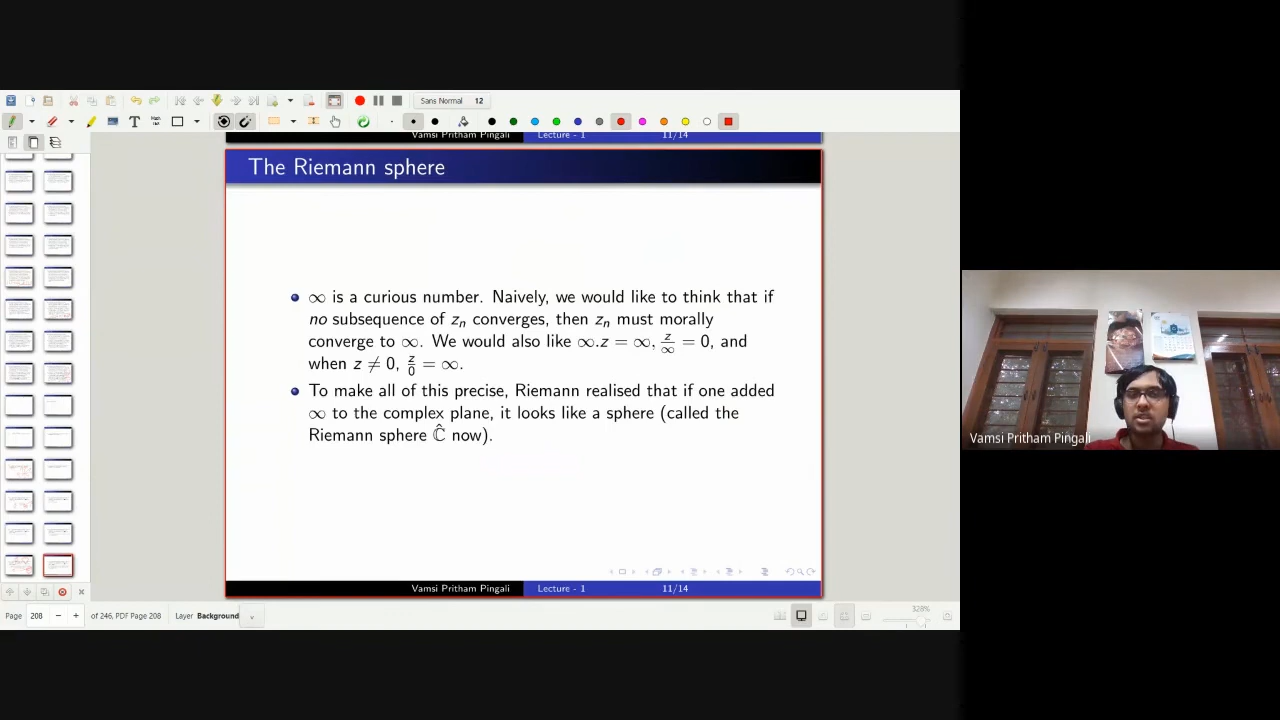 Sans Normal 12
Vamsi Pritham Pingali Lecture - 1 11/14
The Riemann sphere
∞ is a curious number. Naively, we would like to think that if
no subsequence of zₙ converges, then zₙ must morally
converge to ∞. We would also like ∞.z = ∞, z/∞ = 0, and
when z ≠ 0, z/0 = ∞.
To make all of this precise, Riemann realised that if one added
∞ to the complex plane, it looks like a sphere (called the
Riemann sphere Ĉ now).
Vamsi Pritham Pingali Lecture - 1 11/14
Page 208 of 246, PDF Page 208 Layer Background
328%
Vamsi Pritham Pingali